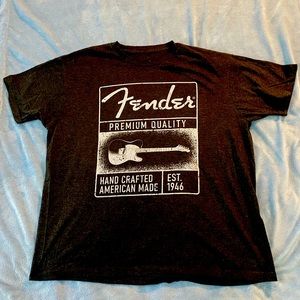 Fender
PREMIUM QUALITY
HAND CRAFTED
AMERICAN MADE
EST.
1946